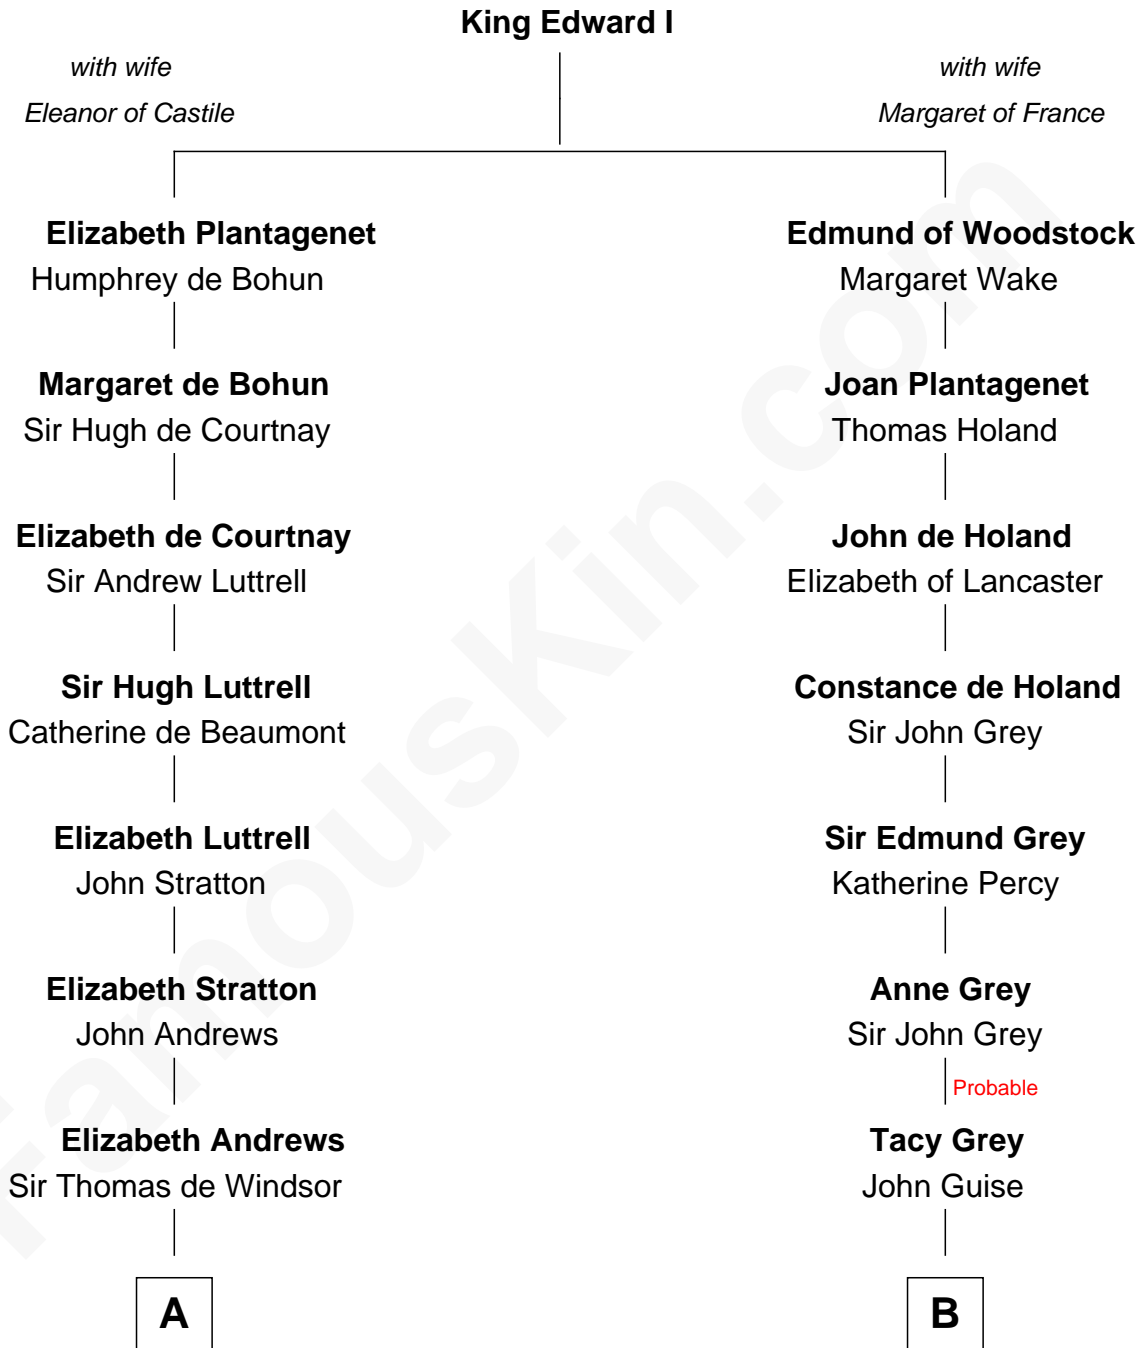 King Edward I
with wife
Eleanor of Castile
with wife
Margaret of France
Elizabeth Plantagenet
Humphrey de Bohun
Edmund of Woodstock
Margaret Wake
Margaret de Bohun
Sir Hugh de Courtnay
Joan Plantagenet
Thomas Holand
Elizabeth de Courtnay
Sir Andrew Luttrell
John de Holand
Elizabeth of Lancaster
Sir Hugh Luttrell
Catherine de Beaumont
Constance de Holand
Sir John Grey
Elizabeth Luttrell
John Stratton
Sir Edmund Grey
Katherine Percy
Elizabeth Stratton
John Andrews
Anne Grey
Sir John Grey
Probable
Elizabeth Andrews
Sir Thomas de Windsor
Tacy Grey
John Guise
A
B
FamousKin.com